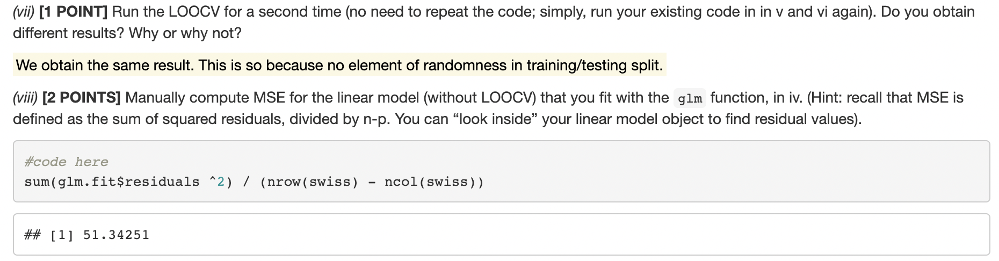 (vii) [1 POINT] Run the LOOCV for a second time (no need to repeat the code; simply, run your existing code in in v and vi again). Do you obtain
different results? Why or why not?
We obtain the same result. This is so because no element of randomness in training/testing split.
(viii) [2 POINTS] Manually compute MSE for the linear model (without LOOCV) that you fit with the glm function, in iv. (Hint: recall that MSE is
defined as the sum of squared residuals, divided by n-p. You can “look inside” your linear model object to find residual values).
#code here
sum(glm.fit$residuals ^2) / (nrow(swiss) - ncol(swiss))
## [1] 51.34251